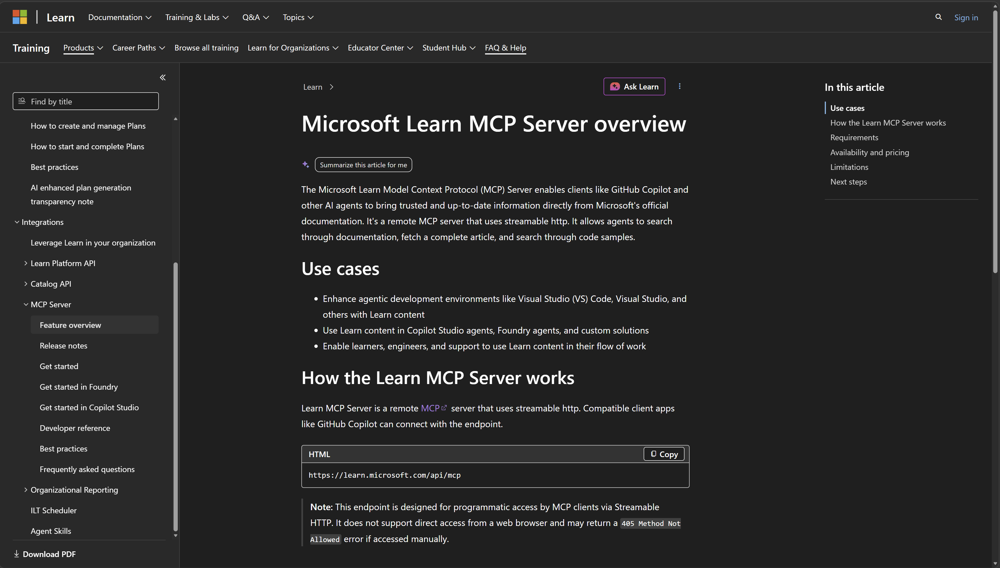 Learn
Documentation
Training & Labs
Q&A
Topics
Sign in
Training
Products
Career Paths
Browse all training
Learn for Organizations
Educator Center
Student Hub
FAQ & Help
Find by title
How to create and manage Plans
How to start and complete Plans
Best practices
AI enhanced plan generation
transparency note
Integrations
Leverage Learn in your organization
Learn Platform API
Catalog API
MCP Server
Feature overview
Release notes
Get started
Get started in Foundry
Get started in Copilot Studio
Developer reference
Best practices
Frequently asked questions
Organizational Reporting
ILT Scheduler
Agent Skills
Download PDF
Learn
Ask Learn
Microsoft Learn MCP Server overview
Summarize this article for me
The Microsoft Learn Model Context Protocol (MCP) Server enables clients like GitHub Copilot and
other AI agents to bring trusted and up-to-date information directly from Microsoft's official
documentation. It's a remote MCP server that uses streamable http. It allows agents to search
through documentation, fetch a complete article, and search through code samples.
Use cases
Enhance agentic development environments like Visual Studio (VS) Code, Visual Studio, and
others with Learn content
Use Learn content in Copilot Studio agents, Foundry agents, and custom solutions
Enable learners, engineers, and support to use Learn content in their flow of work
How the Learn MCP Server works
Learn MCP Server is a remote MCP server that uses streamable http. Compatible client apps
like GitHub Copilot can connect with the endpoint.
HTML
Copy
https://learn.microsoft.com/api/mcp
Note: This endpoint is designed for programmatic access by MCP clients via Streamable
HTTP. It does not support direct access from a web browser and may return a 405 Method Not
Allowed error if accessed manually.
In this article
Use cases
How the Learn MCP Server works
Requirements
Availability and pricing
Limitations
Next steps